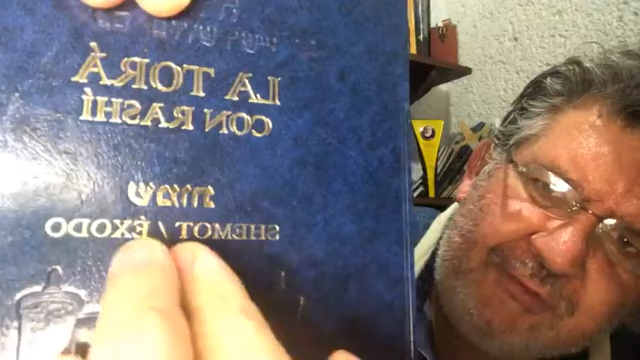 LA TORÁ
CON RASHÍ
שמות
SHEMOT / ÉXODO